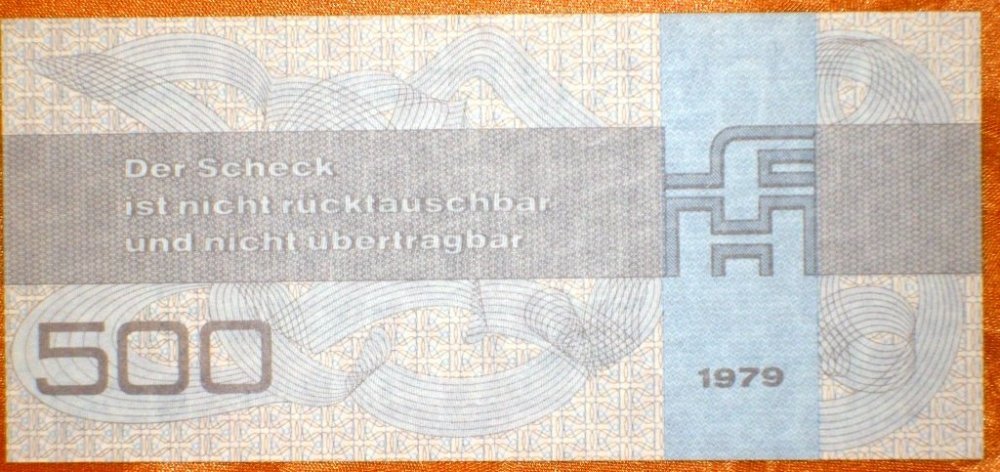 Der Scheck
ist nicht rücktauschbar
und nicht übertragbar
500
1979